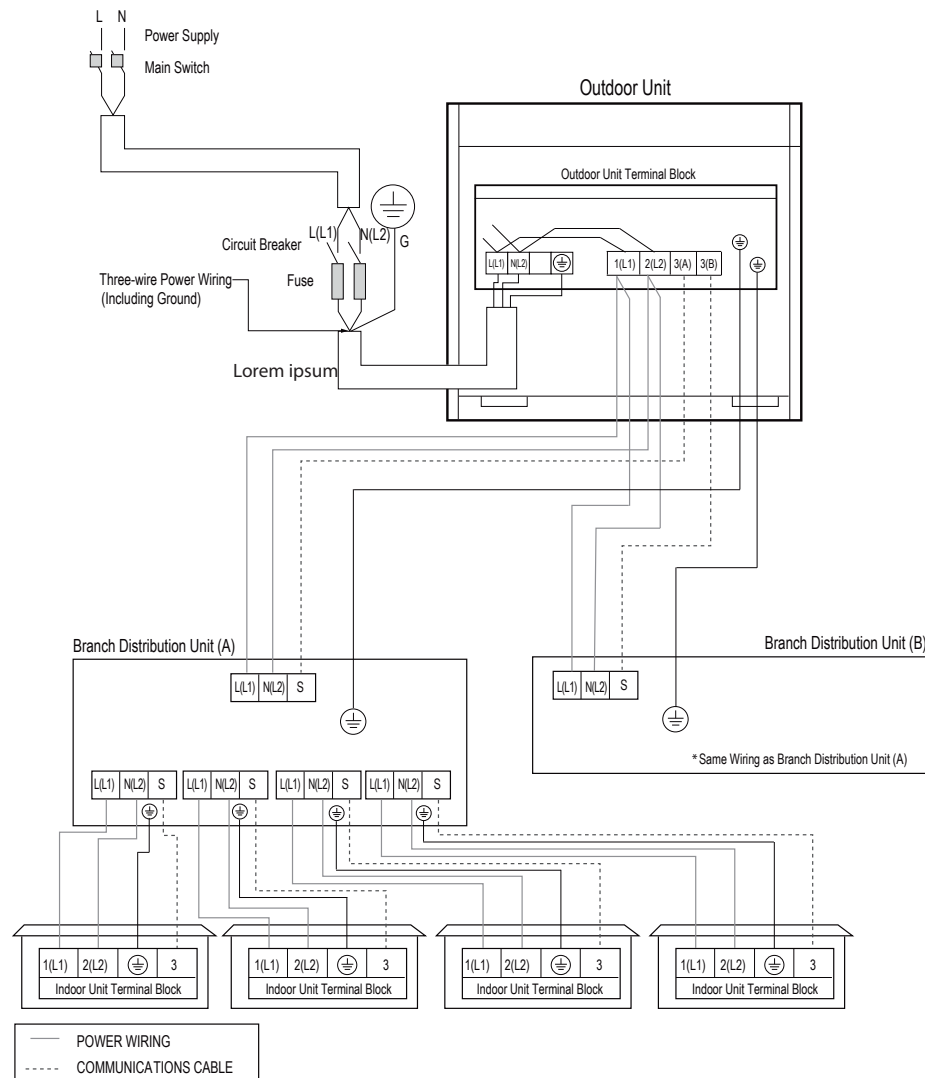 L N
Power Supply
Main Switch
Outdoor Unit
Outdoor Unit Terminal Block
L(L1) N(L2) G
Circuit Breaker
Fuse
Three-wire Power Wiring
(Including Ground)
Lorem ipsum
L(L1) N(L2)
1(L1) 2(L2) 3(A) 3(B)
Branch Distribution Unit (A)
L(L1) N(L2) S
L(L1) N(L2) S L(L1) N(L2) S L(L1) N(L2) S L(L1) N(L2) S
Branch Distribution Unit (B)
L(L1) N(L2) S
*Same Wiring as Branch Distribution Unit (A)
1(L1) 2(L2) 3
Indoor Unit Terminal Block
1(L1) 2(L2) 3
Indoor Unit Terminal Block
1(L1) 2(L2) 3
Indoor Unit Terminal Block
1(L1) 2(L2) 3
Indoor Unit Terminal Block
POWER WIRING
COMMUNICATIONS CABLE